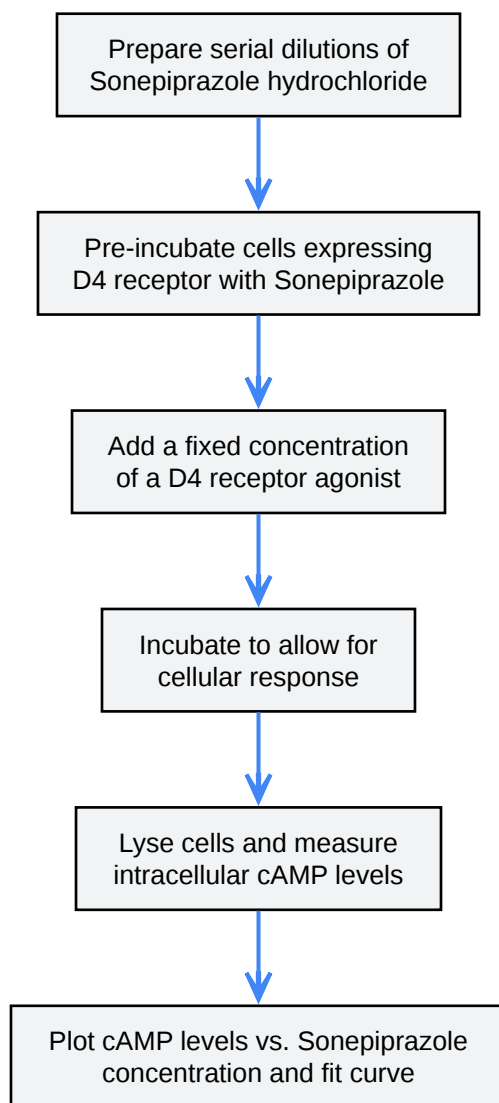 Prepare serial dilutions of
Sonepiprazole hydrochloride
Pre-incubate cells expressing
D4 receptor with Sonepiprazole
Add a fixed concentration
of a D4 receptor agonist
Incubate to allow for
cellular response
Lyse cells and measure
intracellular cAMP levels
Plot cAMP levels vs. Sonepiprazole
concentration and fit curve